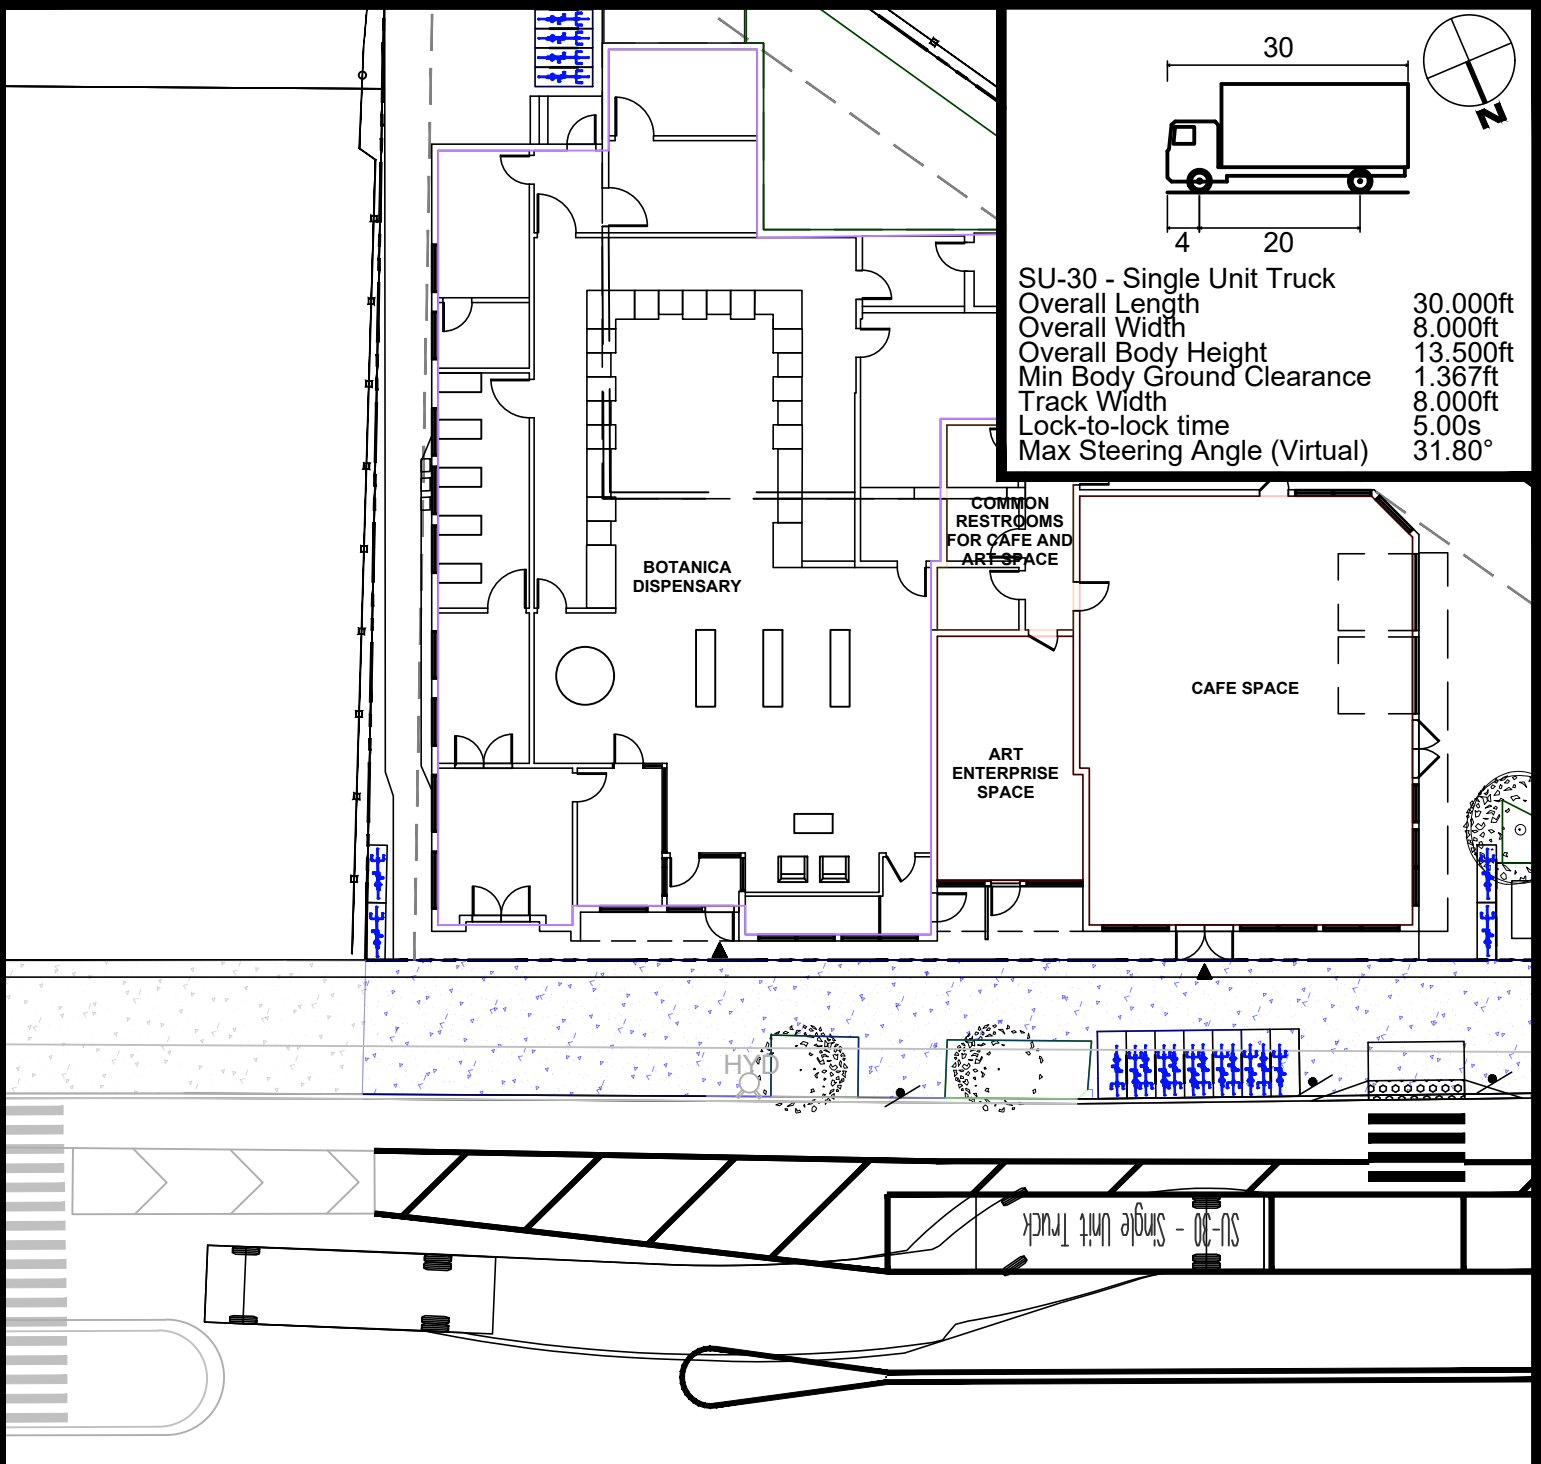 30
N
4
20
SU-30 - Single Unit Truck
Overall Length 30.000ft
Overall Width 8.000ft
Overall Body Height 13.500ft
Min Body Ground Clearance 1.367ft
Track Width 8.000ft
Lock-to-lock time 5.00s
Max Steering Angle (Virtual) 31.80°
COMMON
RESTROOMS
FOR CAFE AND
ART SPACE
BOTANICA
DISPENSARY
CAFE SPACE
ART
ENTERPRISE
SPACE
HYD
SU-30 - Single Unit Truck